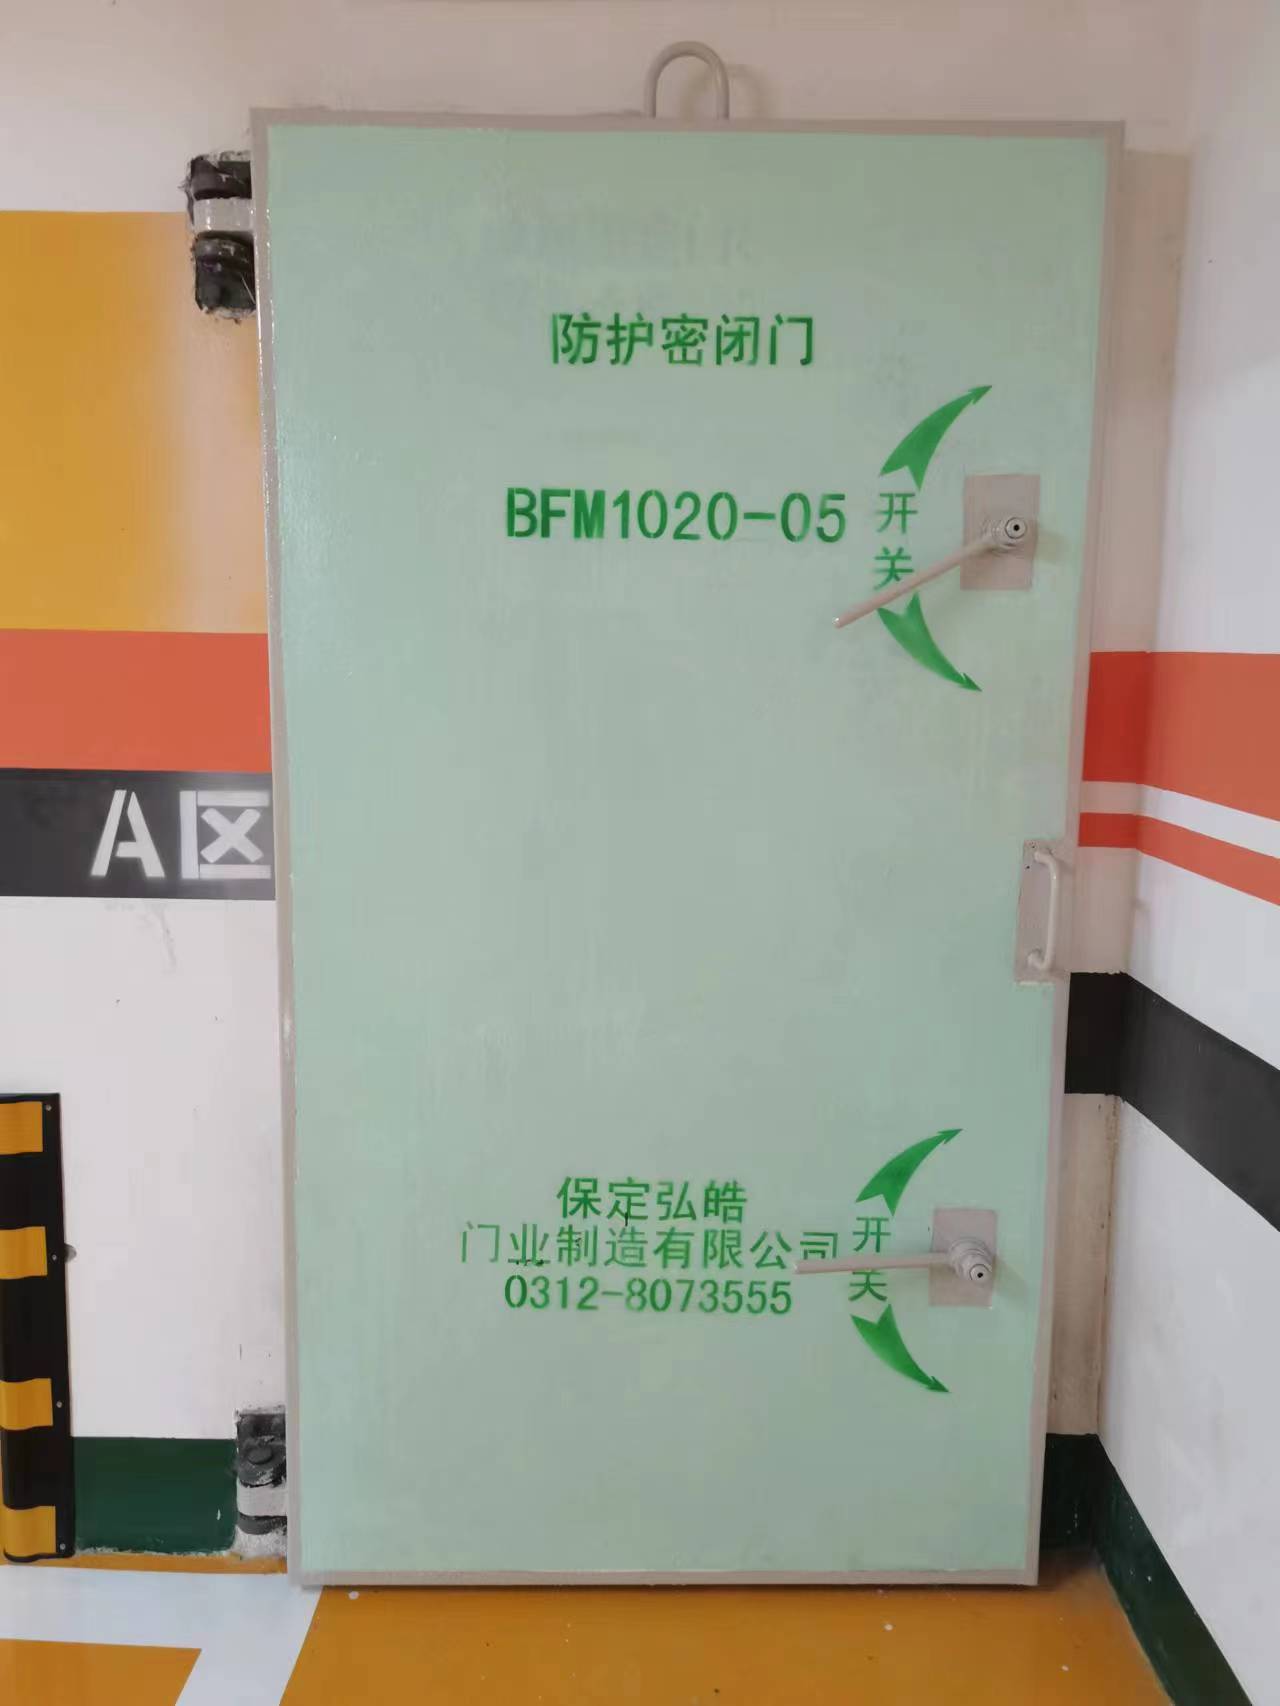 防护密闭门
BFM1020-05
开
关
A区
保定弘皓
门业制造有限公司
0312-8073555
开
关